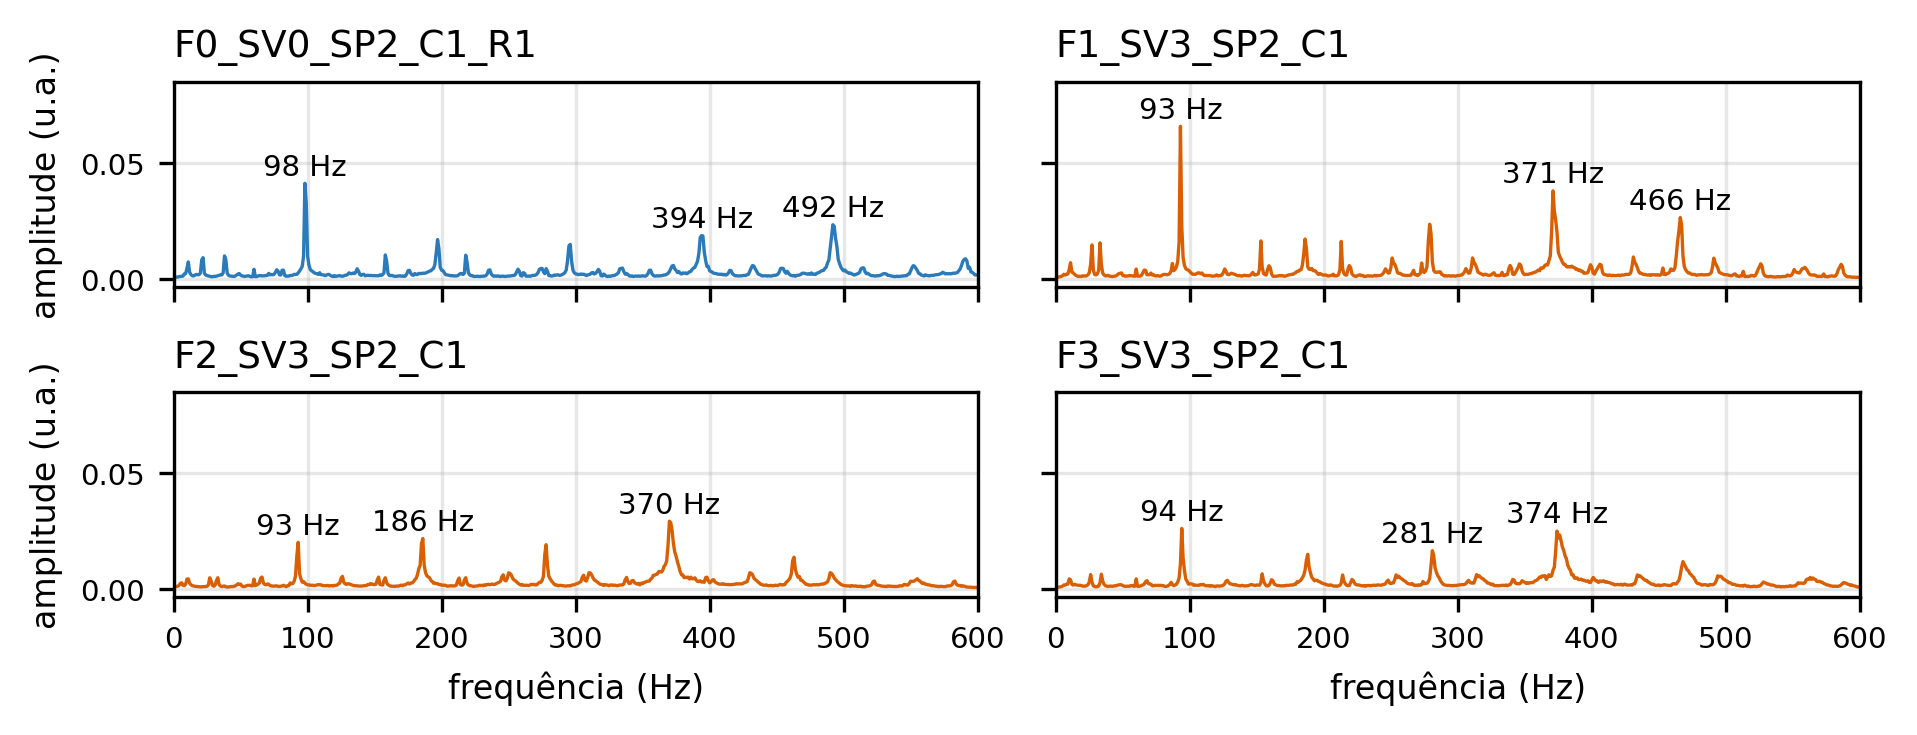 F0_SV0_SP2_C1_R1
F1_SV3_SP2_C1
amplitude (u.a.)
0.05
0.00
98 Hz
394 Hz
492 Hz
93 Hz
371 Hz
466 Hz
F2_SV3_SP2_C1
F3_SV3_SP2_C1
amplitude (u.a.)
0.05
0.00
93 Hz
186 Hz
370 Hz
94 Hz
281 Hz
374 Hz
0 100 200 300 400 500 600
0 100 200 300 400 500 600
frequência (Hz)
frequência (Hz)